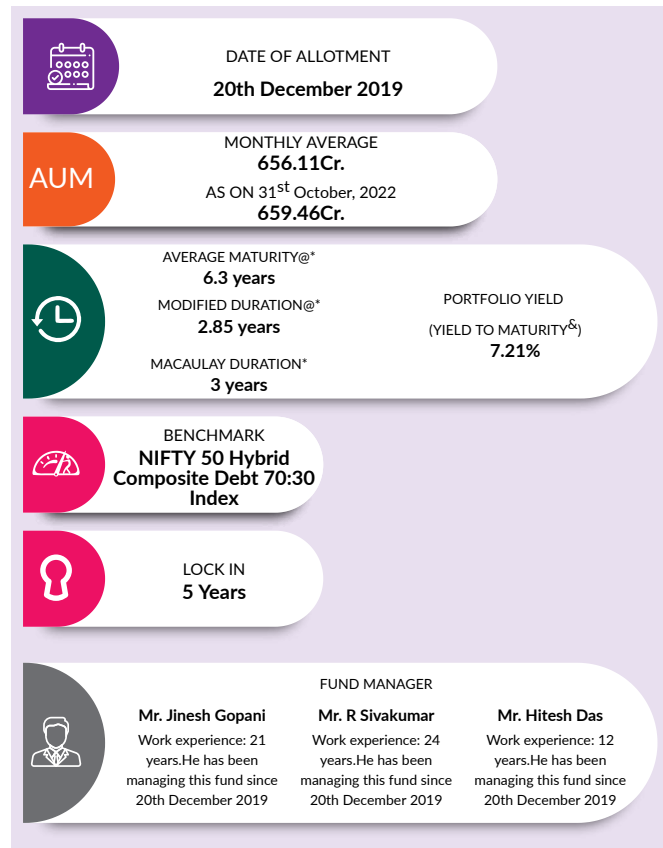 DATE OF ALLOTMENT
20th December 2019
AUM
MONTHLY AVERAGE
656.11Cr.
AS ON 31st October, 2022
659.46Cr.
AVERAGE MATURITY@*
6.3 years
MODIFIED DURATION@*
2.85 years
MACAULAY DURATION*
3 years
PORTFOLIO YIELD
(YIELD TO MATURITY&)
7.21%
BENCHMARK
NIFTY 50 Hybrid
Composite Debt 70:30
Index
LOCK IN
5 Years
FUND MANAGER
Mr. Jinesh Gopani
Work experience: 21
years.He has been
managing this fund since
20th December 2019
Mr. R Sivakumar
Work experience: 24
years.He has been
managing this fund since
20th December 2019
Mr. Hitesh Das
Work experience: 12
years.He has been
managing this fund since
20th December 2019